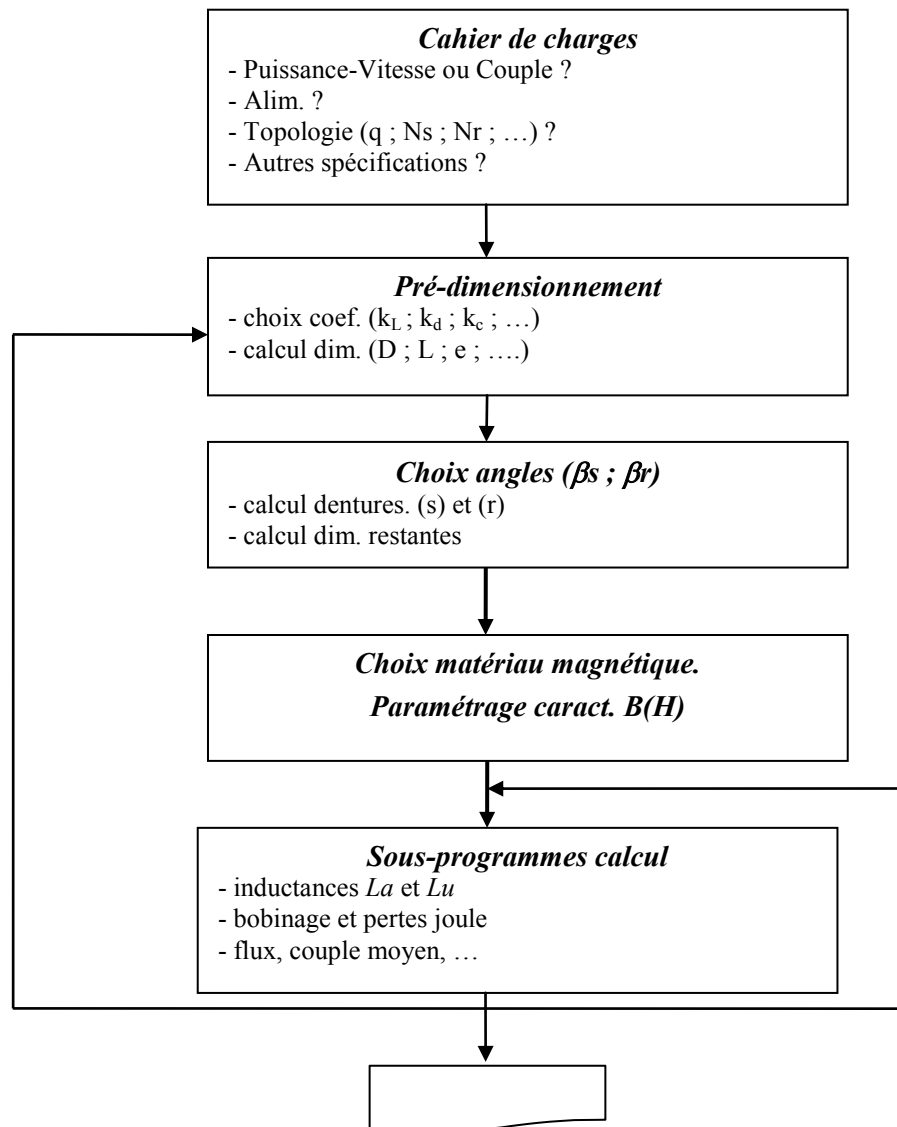 Cahier de charges
- Puissance-Vitesse ou Couple ?
- Alim. ?
- Topologie (q ; Ns ; Nr ; …) ?
- Autres spécifications ?
Pré-dimensionnement
- choix coef. (kL ; kd ; kc ; …)
- calcul dim. (D ; L ; e ; ….)
Choix angles (βs ; βr)
- calcul dentures. (s) et (r)
- calcul dim. restantes
Choix matériau magnétique.
Paramétrage caract. B(H)
Sous-programmes calcul
- inductances La et Lu
- bobinage et pertes joule
- flux, couple moyen, …